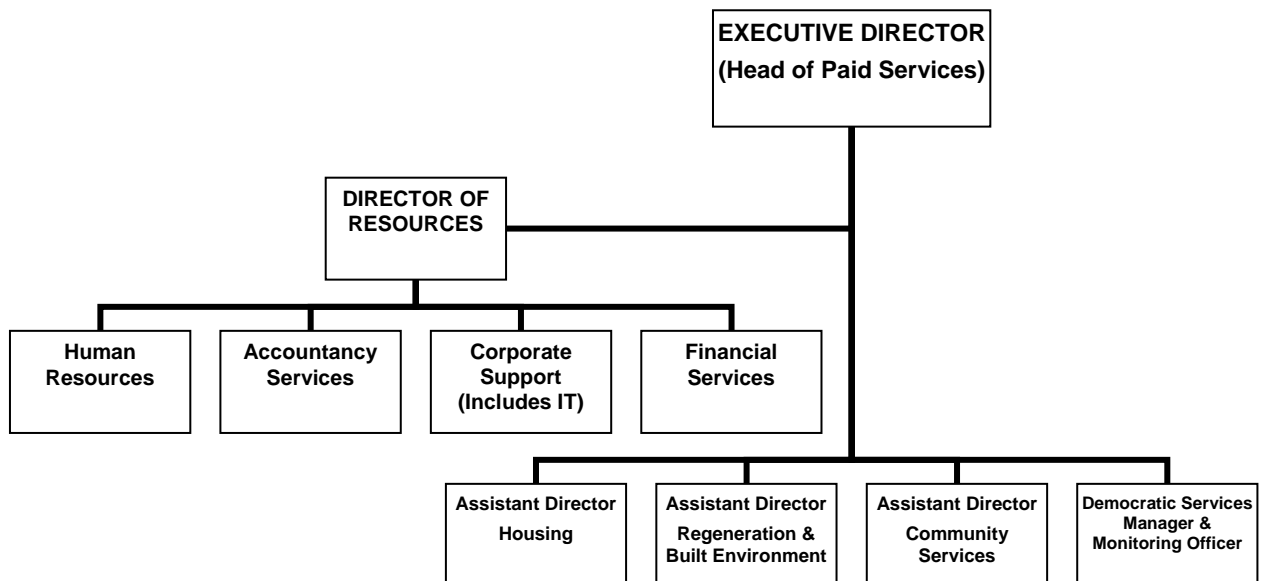 EXECUTIVE DIRECTOR
(Head of Paid Services)
DIRECTOR OF
RESOURCES
Human
Resources
Accountancy
Services
Corporate
Support
(Includes IT)
Financial
Services
Assistant Director
Housing
Assistant Director
Regeneration &
Built Environment
Assistant Director
Community
Services
Democratic Services
Manager &
Monitoring Officer